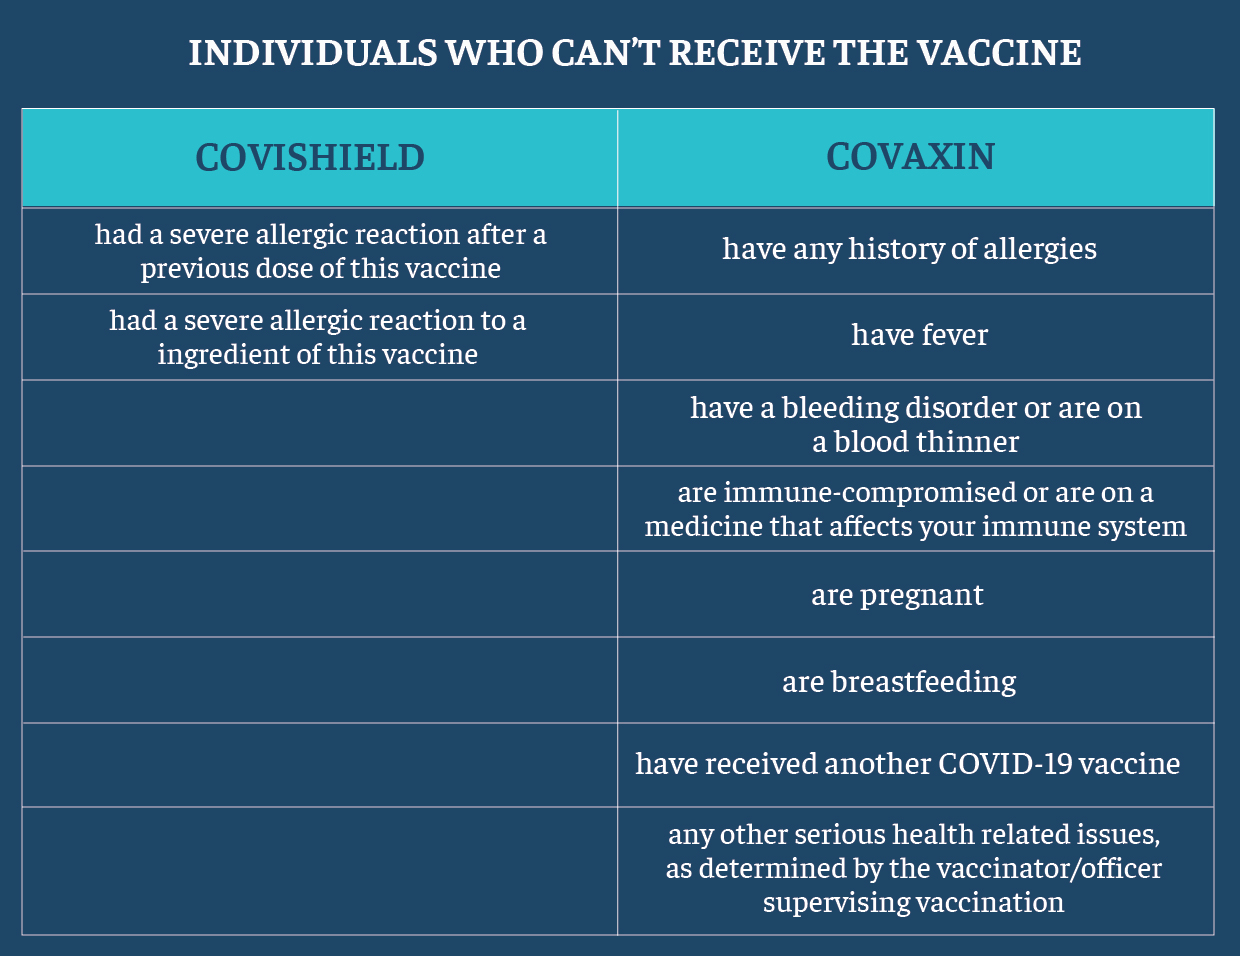 INDIVIDUALS WHO CAN'T RECEIVE THE VACCINE
COVISHIELD
COVAXIN
had a severe allergic reaction after a
previous dose of this vaccine
have any history of allergies
had a severe allergic reaction to a
ingredient of this vaccine
have fever
have a bleeding disorder or are on
a blood thinner
are immune-compromised or are on a
medicine that affects your immune system
are pregnant
are breastfeeding
have received another COVID-19 vaccine
any other serious health related issues,
as determined by the vaccinator/officer
supervising vaccination